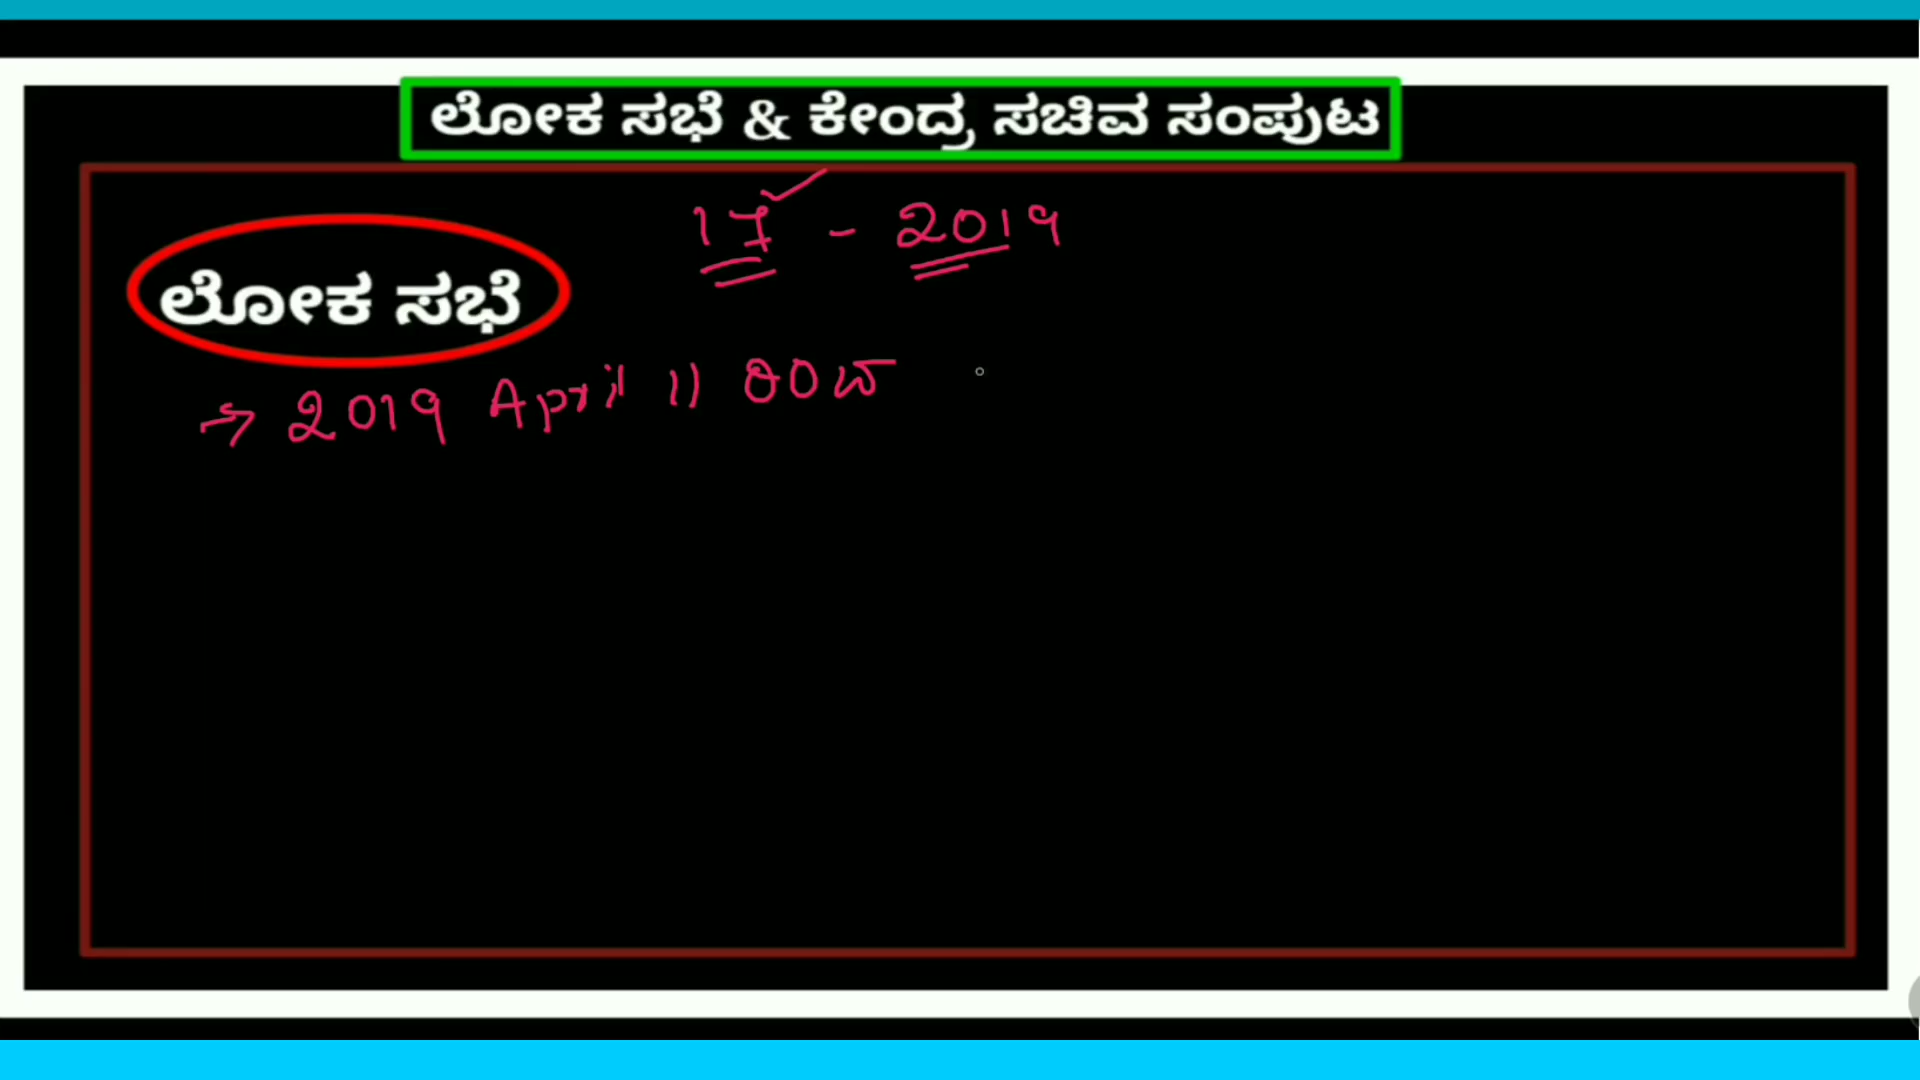 ಲೋಕ ಸಭೆ & ಕೇಂದ್ರ ಸಚಿವ ಸಂಪುಟ
17 - 2019
ಲೋಕ ಸಭೆ
→ 2019 April 11 ರಿಂದ